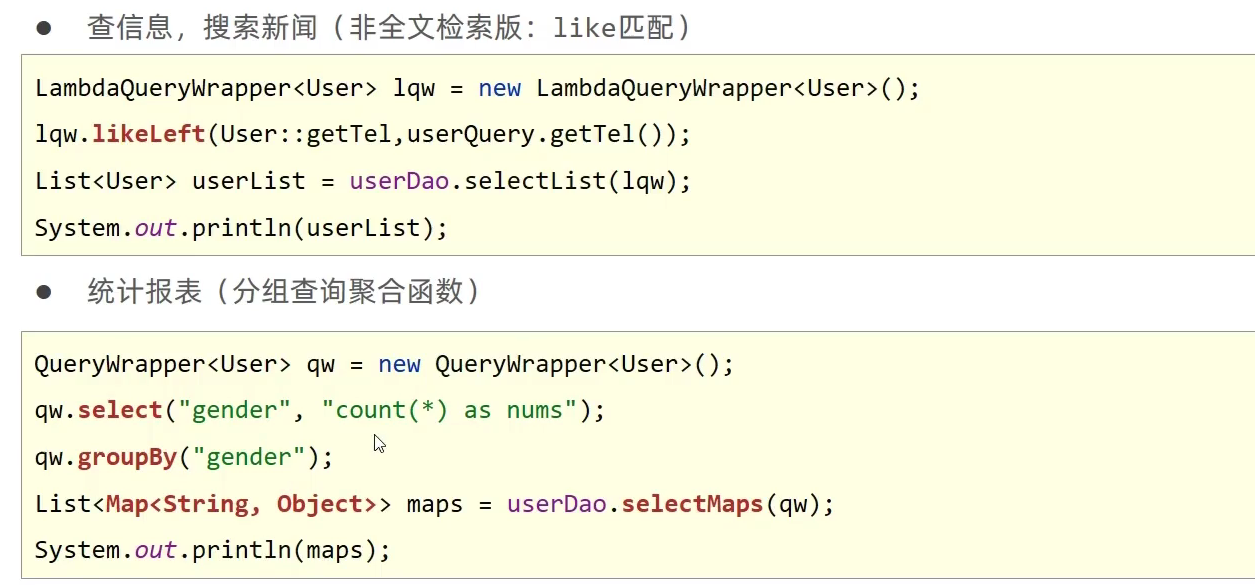 ● 查信息，搜索新闻（非全文检索版：like匹配）
LambdaQueryWrapper<User> lqw = new LambdaQueryWrapper<User>();
lqw.likeLeft(User::getTel,userQuery.getTel());
List<User> userList = userDao.selectList(lqw);
System.out.println(userList);
● 统计报表（分组查询聚合函数）
QueryWrapper<User> qw = new QueryWrapper<User>();
qw.select("gender", "count(*) as nums");
qw.groupBy("gender");
List<Map<String, Object>> maps = userDao.selectMaps(qw);
System.out.println(maps);